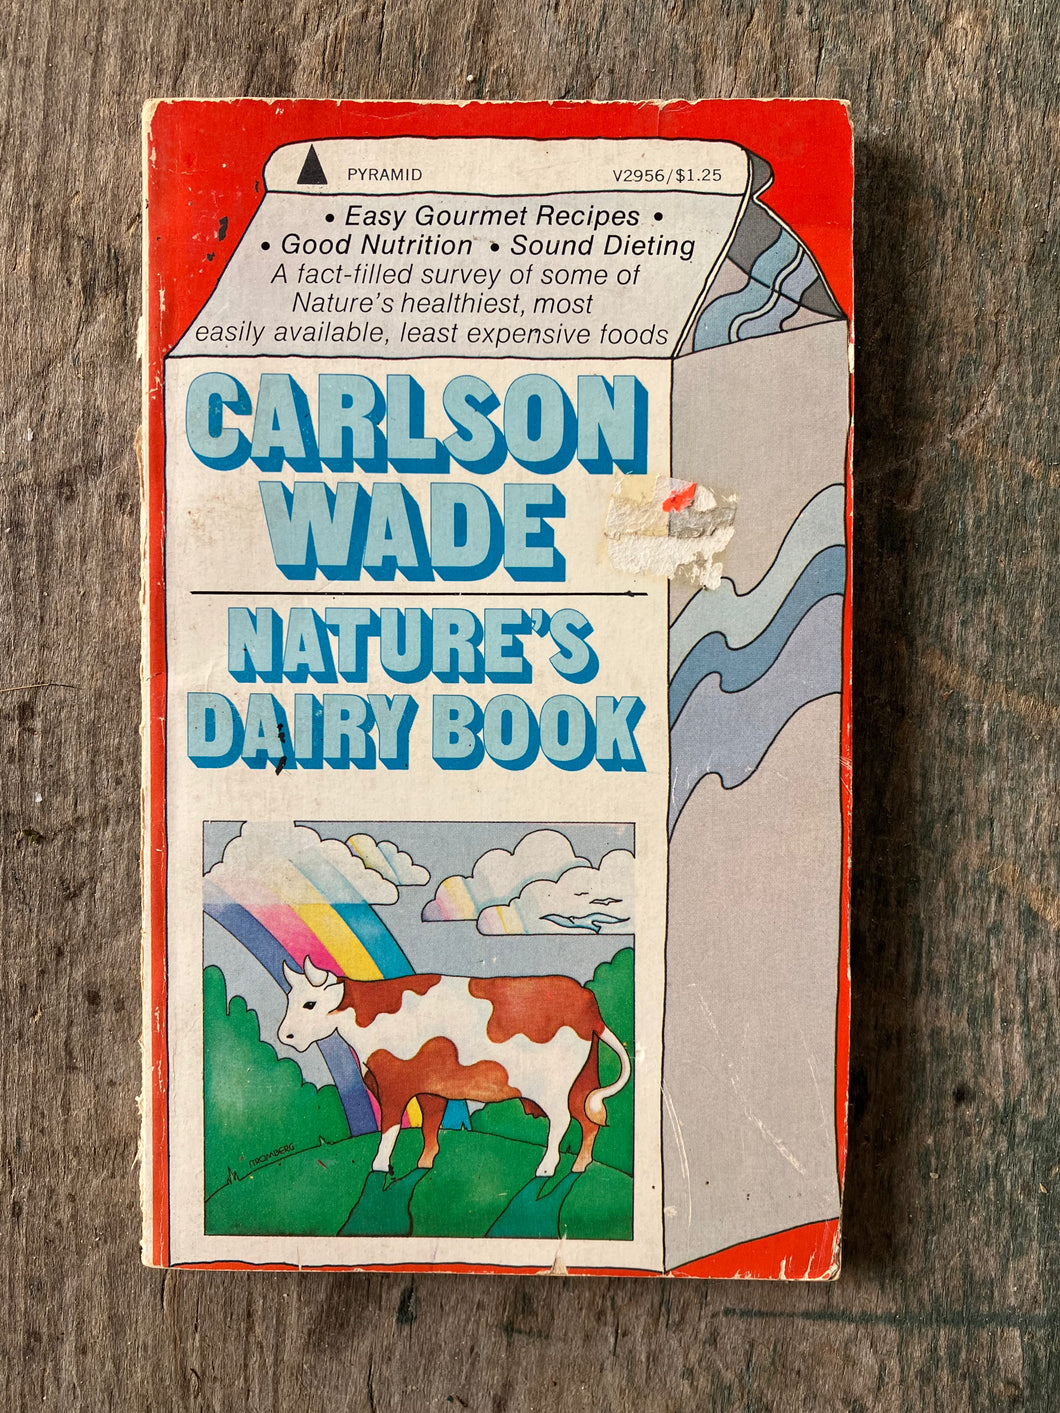 PYRAMID V2956/$1.25
• Easy Gourmet Recipes •
• Good Nutrition • Sound Dieting
A fact-filled survey of some of
Nature's healthiest, most
easily available, least expensive foods
CARLSON
WADE
NATURE'S
DAIRY BOOK
TROMBERG